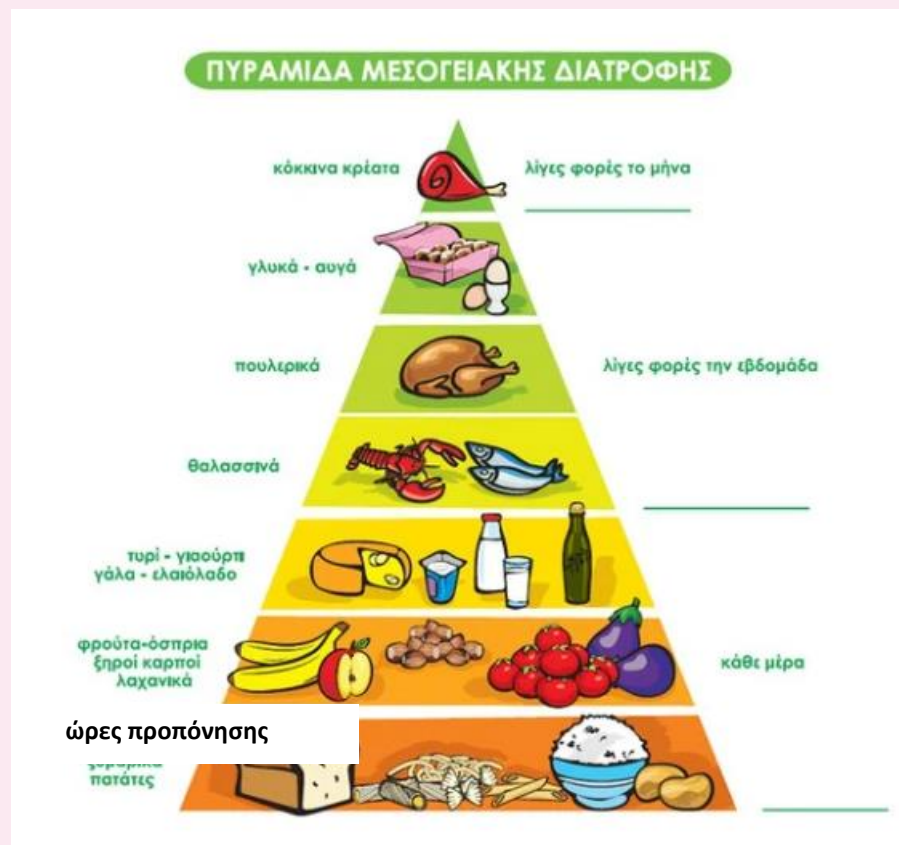 ΠΥΡΑΜΙΔΑ ΜΕΣΟΓΕΙΑΚΗΣ ΔΙΑΤΡΟΦΗΣ
κόκκινα κρέατα
λίγες φορές το μήνα
γλυκά - αυγά
πουλερικά
λίγες φορές την εβδομάδα
θαλασσινά
τυρί - γιαούρτι
γάλα - ελαιόλαδο
φρούτα-όσπρια
ξηροί καρποί
λαχανικά
κάθε μέρα
ώρες προπόνησης
πατάτες